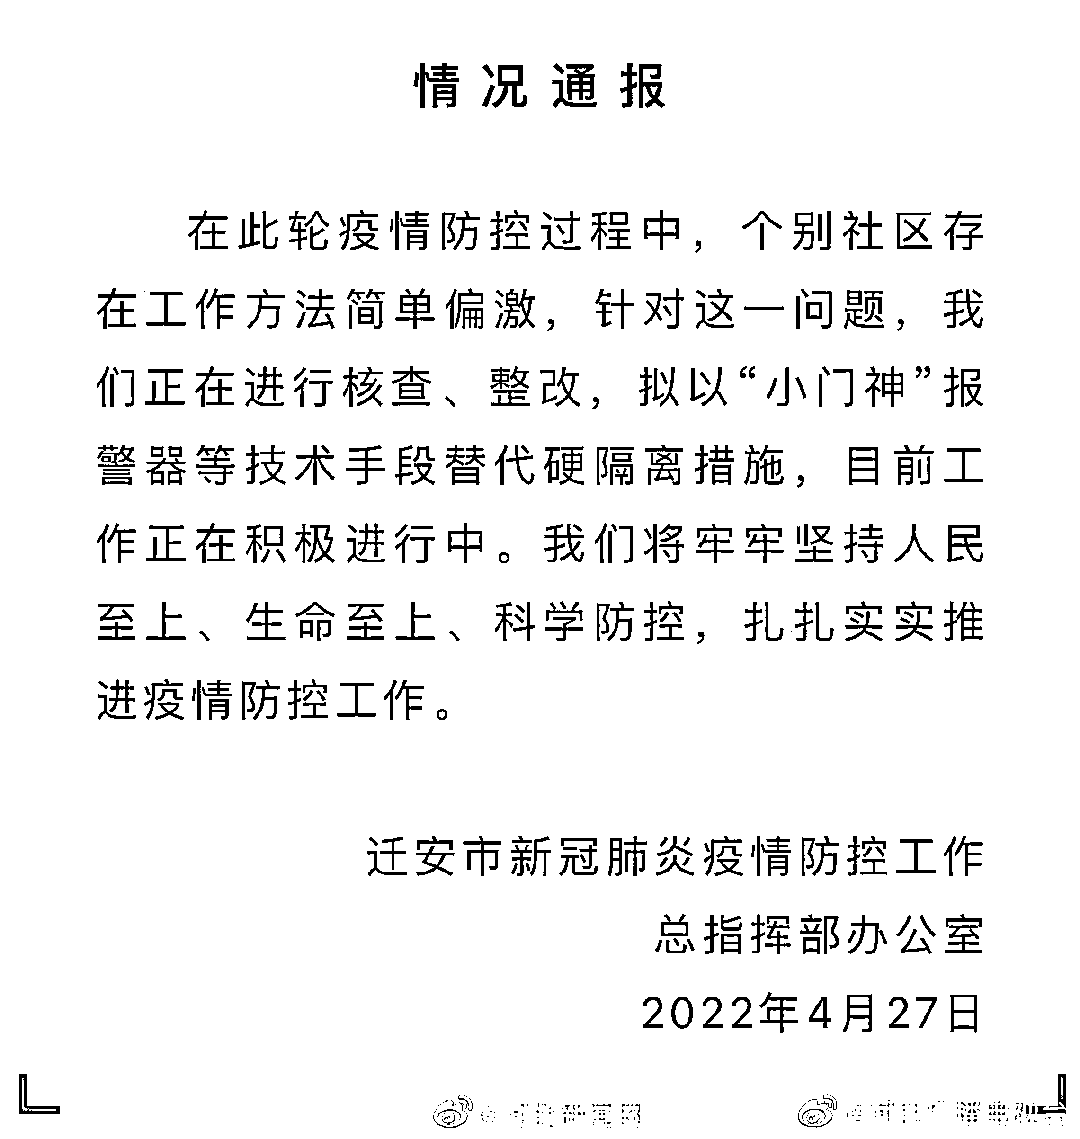 情况通报
在此轮疫情防控过程中，个别社区存
在工作方法简单偏激，针对这一问题，我
们正在进行核查、整改，拟以“小门神”报
警器等技术手段替代硬隔离措施，目前工
作正在积极进行中。我们将牢牢坚持人民
至上、生命至上、科学防控，扎扎实实推
进疫情防控工作。
迁安市新冠肺炎疫情防控工作
总指挥部办公室
2022年4月27日